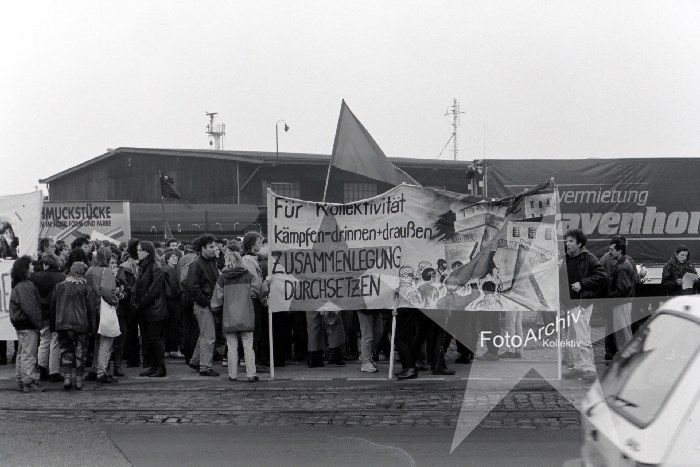 Für Kollektivität
kämpfen-drinnen+draußen
ZUSAMMENLEGUNG
DURCHSETZEN
MUCKSTÜCKE
vermietung
avenhor
FotoArchiv
Kollektiv